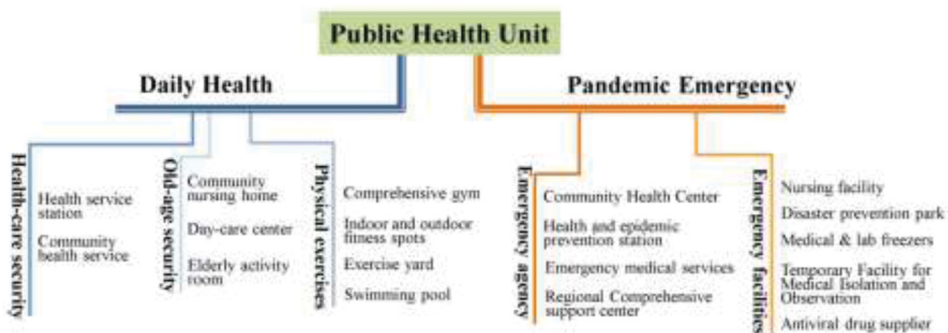 Public Health Unit
Daily Health
Pandemic Emergency
Health-care security
Health service
station
Community
health service
Old-age security
Community
nursing home
Day-care center
Elderly activity
room
Physical exercises
Comprehensive gym
Indoor and outdoor
fitness spots
Exercise yard
Swimming pool
Emergency agency
Community Health Center
Health and epidemic
prevention station
Emergency medical services
Regional Comprehensive
support center
Emergency facilities
Nursing facility
Disaster prevention park
Medical & lab freezers
Temporary Facility for
Medical Isolation and
Observation
Antiviral drug supplier